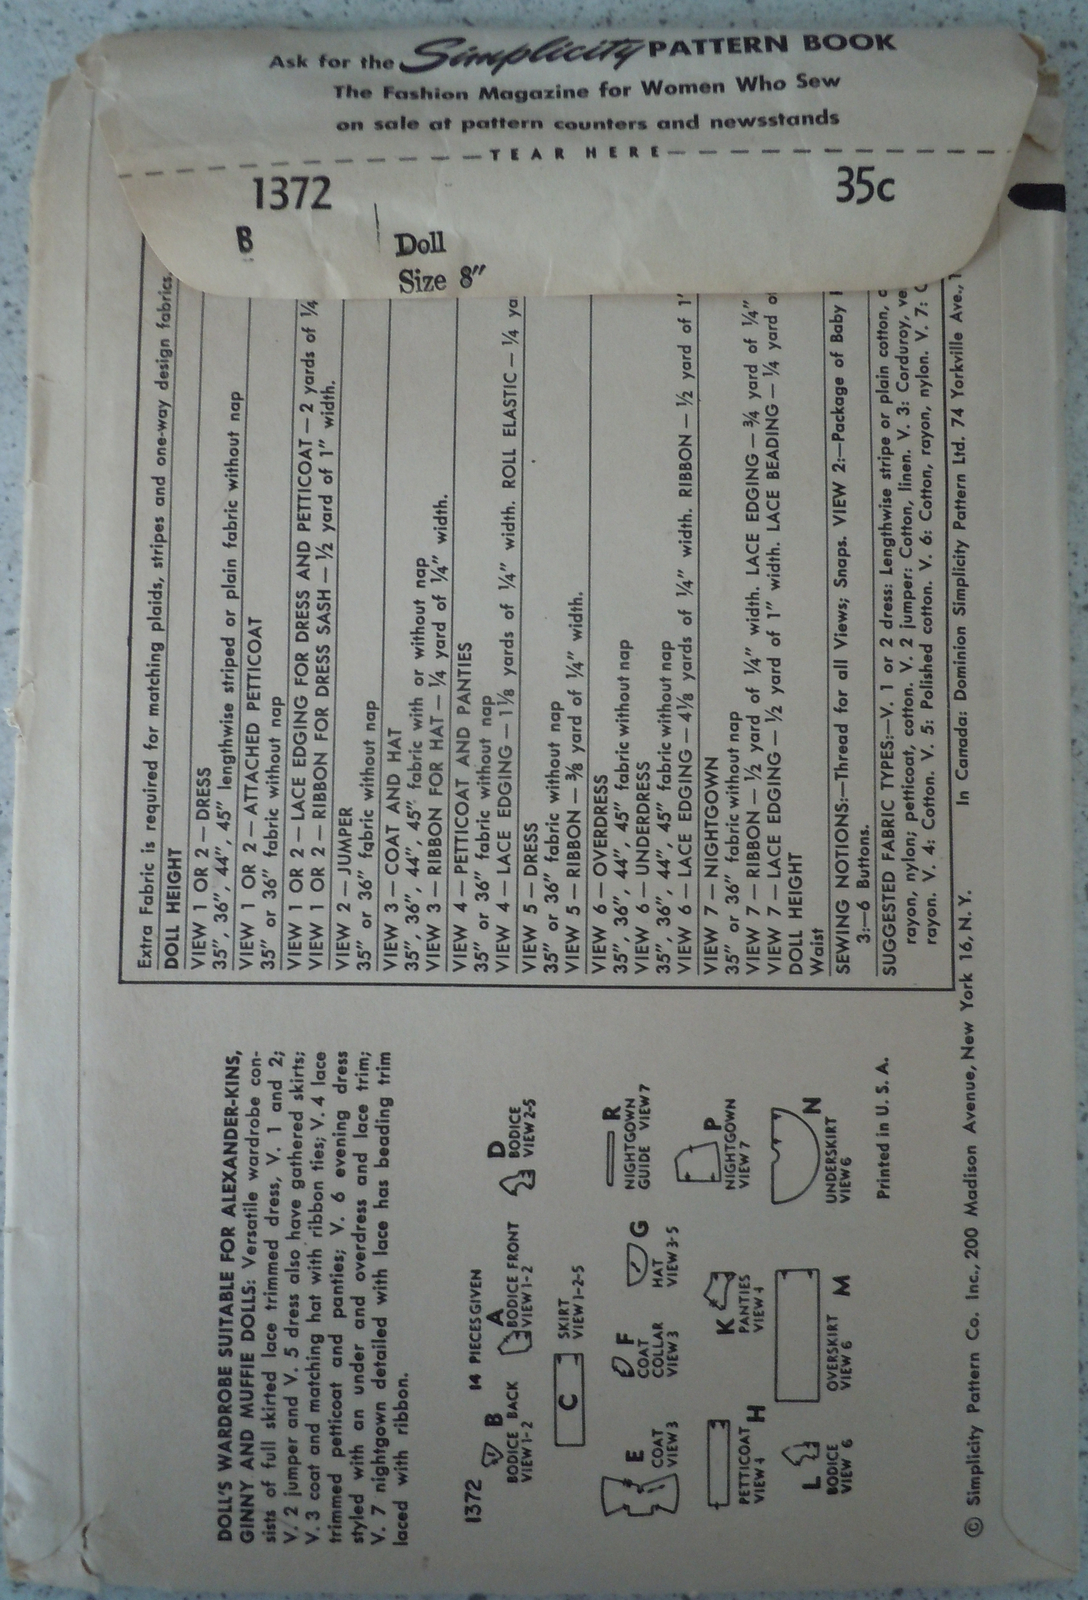 Ask for the Simplicity PATTERN BOOK
The Fashion Magazine for Women Who Sew
on sale at pattern counters and newsstands
TEAR HERE
1372 35c
B Doll
Size 8"
DOLL'S WARDROBE SUITABLE FOR ALEXANDER-KINS,
GINNY AND MUFFIE DOLLS: Versatile wardrobe con-
sists of full skirted lace trimmed dress, V. 1 and 2;
V. 2 jumper and V. 5 dress also have gathered skirts;
V. 3 coat and matching hat with ribbon ties; V. 4 lace
trimmed petticoat and panties; V. 6 evening dress
styled with an under and overdress and lace trim;
V. 7 nightgown detailed with lace has beading trim
laced with ribbon.
1372 14 PIECES GIVEN
B
BODICE BACK
VIEW 1-2
A
BODICE FRONT
VIEW 1-2
D
BODICE
VIEW 2-5
C
SKIRT
VIEW 1-2-5
E
COAT
VIEW 3
F
COAT
COLLAR
VIEW 3
G
HAT
VIEW 3-5
R
NIGHTGOWN
GUIDE VIEW 7
PETTICOAT
VIEW 4
H
K
PANTIES
VIEW 4
P
NIGHTGOWN
VIEW 7
L
BODICE
VIEW 6
OVERSKIRT
VIEW 6
M
N
UNDERSKIRT
VIEW 6
Printed in U. S. A.
Extra Fabric is required for matching plaids, stripes and one-way design fabrics.
DOLL HEIGHT
VIEW 1 OR 2 — DRESS
35", 36", 44", 45" lengthwise striped or plain fabric without nap
VIEW 1 OR 2 — ATTACHED PETTICOAT
35" or 36" fabric without nap
VIEW 1 OR 2 — LACE EDGING FOR DRESS AND PETTICOAT — 2 yards of 1/4
VIEW 1 OR 2 — RIBBON FOR DRESS SASH — 1/2 yard of 1" width.
VIEW 2 — JUMPER
35" or 36" fabric without nap
VIEW 3 — COAT AND HAT
35", 36", 44", 45" fabric with or without nap
VIEW 3 — RIBBON FOR HAT — 1/4 yard of 1/4" width.
VIEW 4 — PETTICOAT AND PANTIES
35" or 36" fabric without nap
VIEW 4 — LACE EDGING — 1 1/8 yards of 1/4" width. ROLL ELASTIC — 1/4 ya
VIEW 5 — DRESS
35" or 36" fabric without nap
VIEW 5 — RIBBON — 3/8 yard of 1/4" width.
VIEW 6 — OVERDRESS
35", 36", 44", 45" fabric without nap
VIEW 6 — UNDERDRESS
35", 36", 44", 45" fabric without nap
VIEW 6 — LACE EDGING — 4 1/8 yards of 1/4" width. RIBBON — 1/2 yard of 1"
VIEW 7 — NIGHTGOWN
35" or 36" fabric without nap
VIEW 7 — RIBBON — 1/2 yard of 1/4" width. LACE EDGING — 3/4 yard of 1/4"
VIEW 7 — LACE EDGING — 1/2 yard of 1" width. LACE BEADING — 1/4 yard o
DOLL HEIGHT
Waist
SEWING NOTIONS:—Thread for all Views; Snaps. VIEW 2:—Package of Baby
3:—6 Buttons.
SUGGESTED FABRIC TYPES:—V. 1 or 2 dress: Lengthwise stripe or plain cotton,
rayon, nylon; petticoat, cotton. V. 2 jumper: Cotton, linen. V. 3: Corduroy, ve
rayon. V. 4: Cotton. V. 5: Polished cotton. V. 6: Cotton, rayon, nylon. V. 7: C
© Simplicity Pattern Co. Inc., 200 Madison Avenue, New York 16, N. Y. In Canada: Dominion Simplicity Pattern Ltd. 74 Yorkville Ave.,